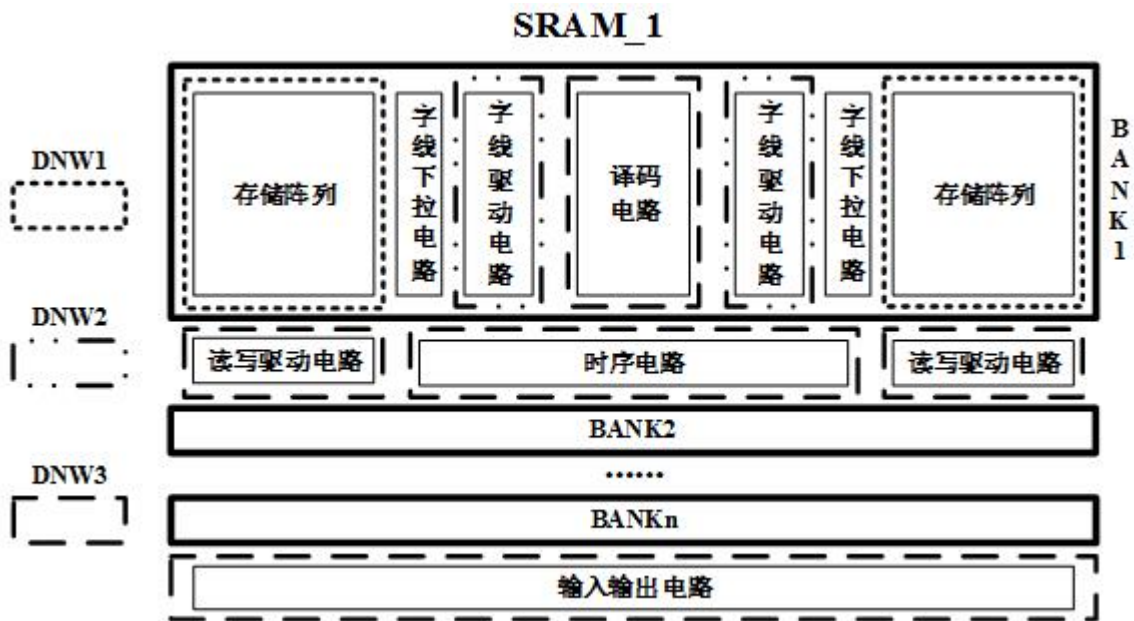 SRAM_1
DNW1
DNW2
DNW3
存储阵列
字线下拉电路
字线驱动电路
译码
电路
字线驱动电路
字线下拉电路
存储阵列
BANK1
读写驱动电路
时序电路
读写驱动电路
BANK2
······
BANKn
输入输出电路